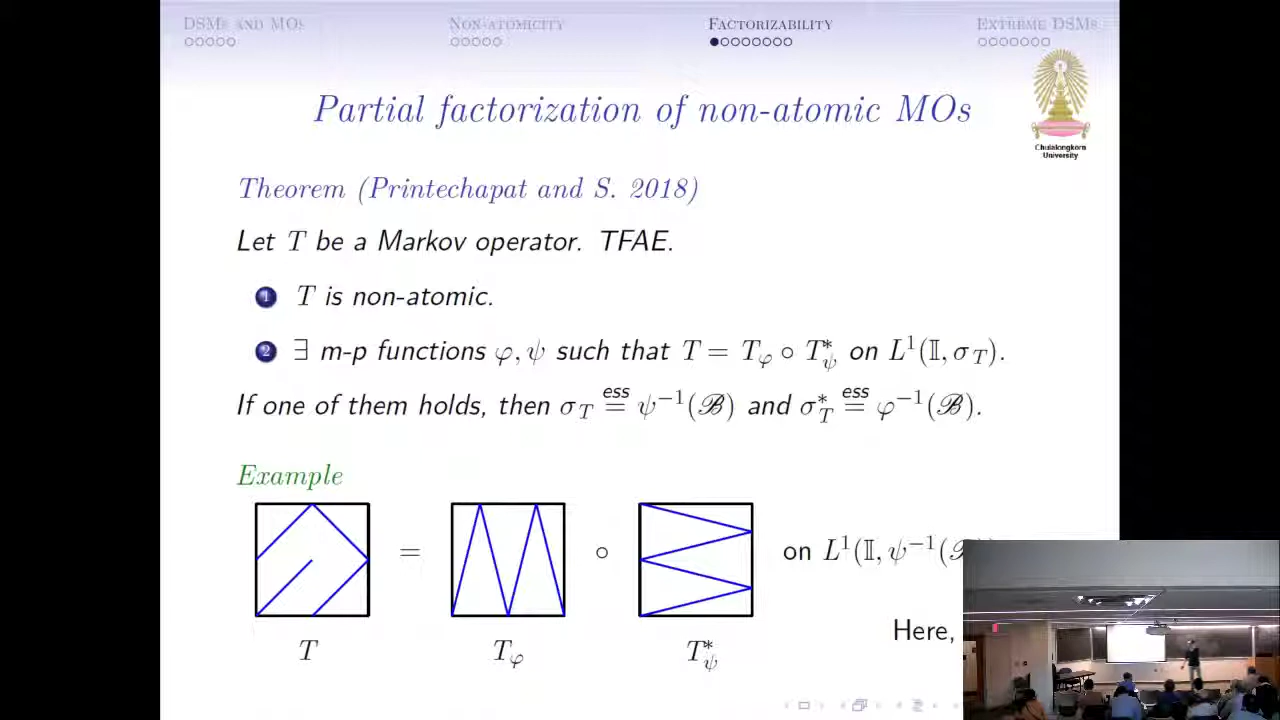 DSMs and MOs Non-atomicity Factorizability Extreme DSMs
Partial factorization of non-atomic MOs
Chulalongkorn
University
Theorem (Printechapat and S. 2018)
Let T be a Markov operator. TFAE.
1 T is non-atomic.
2 ∃ m-p functions φ, ψ such that T = T_φ ∘ T*_ψ on L¹(𝕀, σ_T).
If one of them holds, then σ_T ess= ψ⁻¹(ℬ) and σ*_T ess= φ⁻¹(ℬ).
Example
= ∘ on L¹(𝕀, ψ⁻¹(
T T_φ T*_ψ
Here,